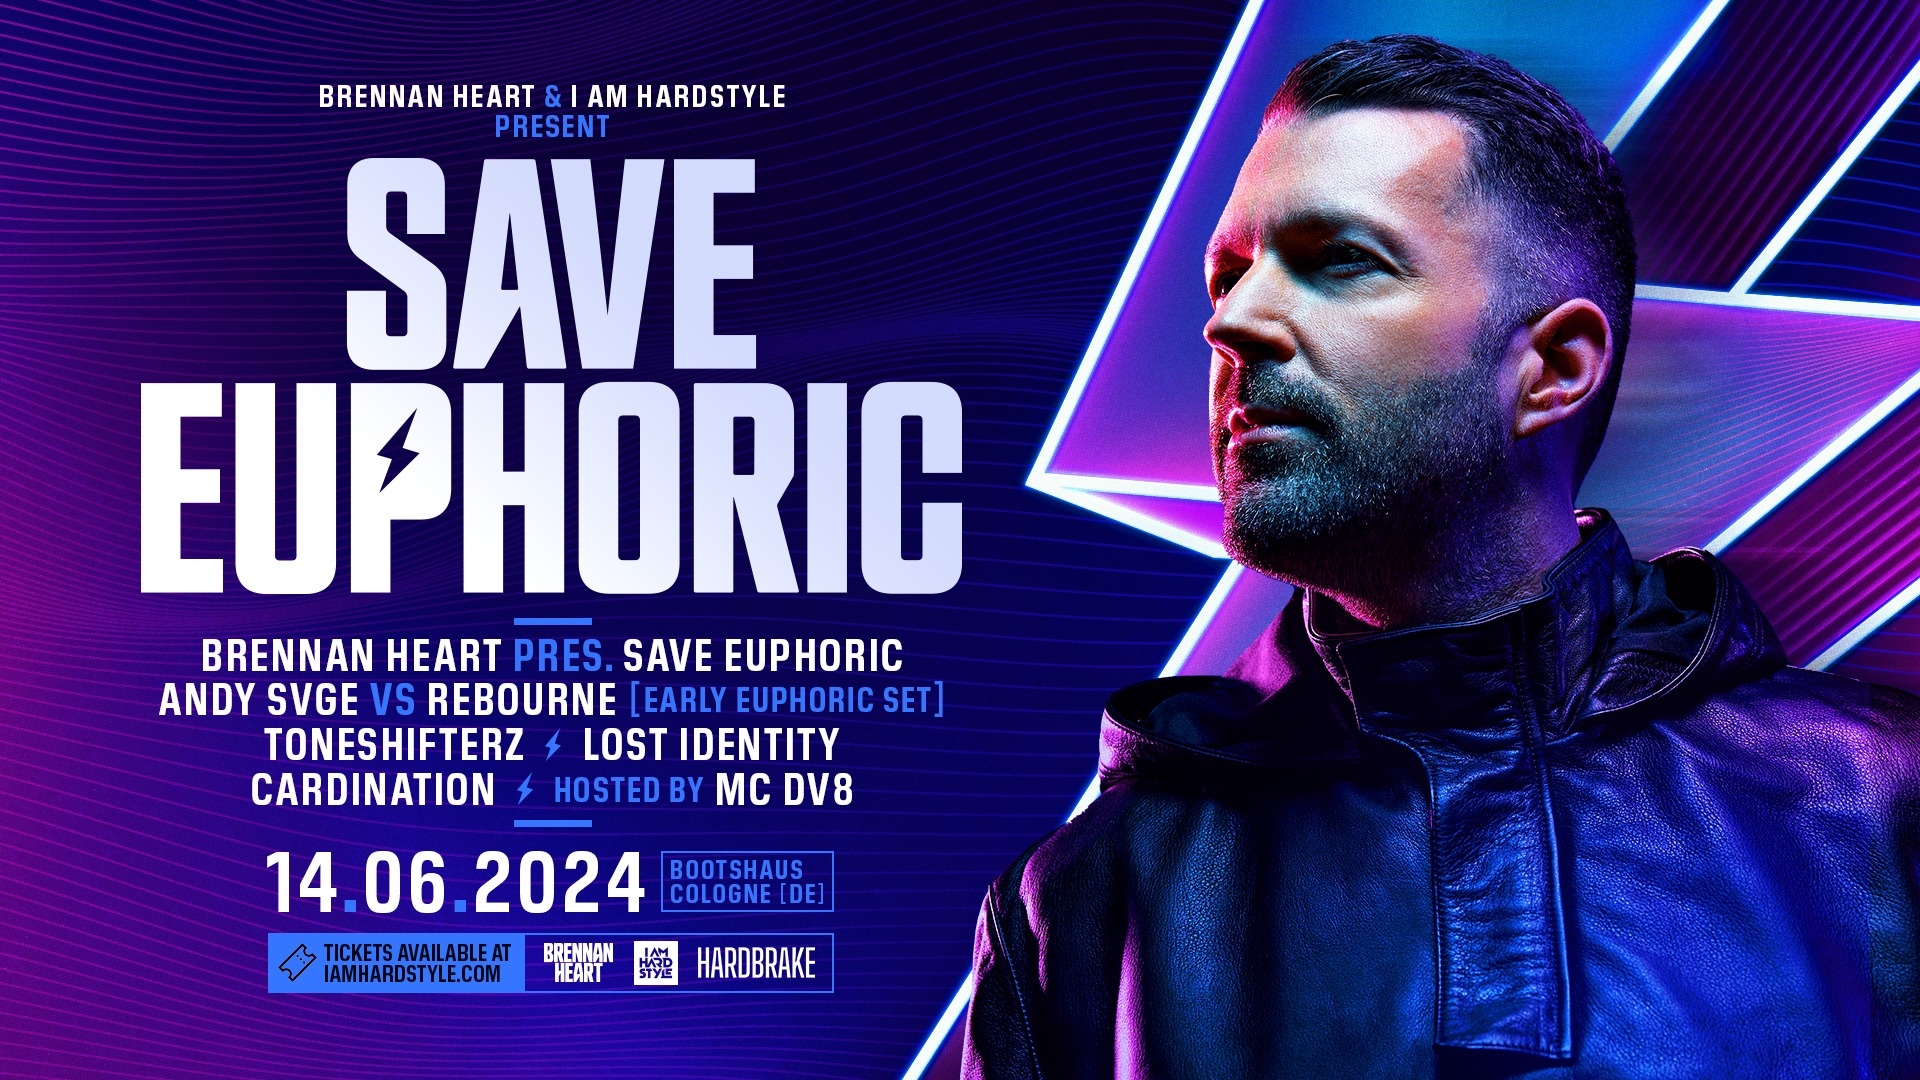 BRENNAN HEART & I AM HARDSTYLE
PRESENT
SAVE
EUPHORIC
BRENNAN HEART PRES. SAVE EUPHORIC
ANDY SVGE VS REBOURNE [EARLY EUPHORIC SET]
TONESHIFTERZ LOST IDENTITY
CARDINATION HOSTED BY MC DV8
14.06.2024
BOOTSHAUS
COLOGNE [DE]
TICKETS AVAILABLE AT
IAMHARDSTYLE.COM
BRENNAN
HEART
I AM
HARD
STYLE
HARDBRAKE